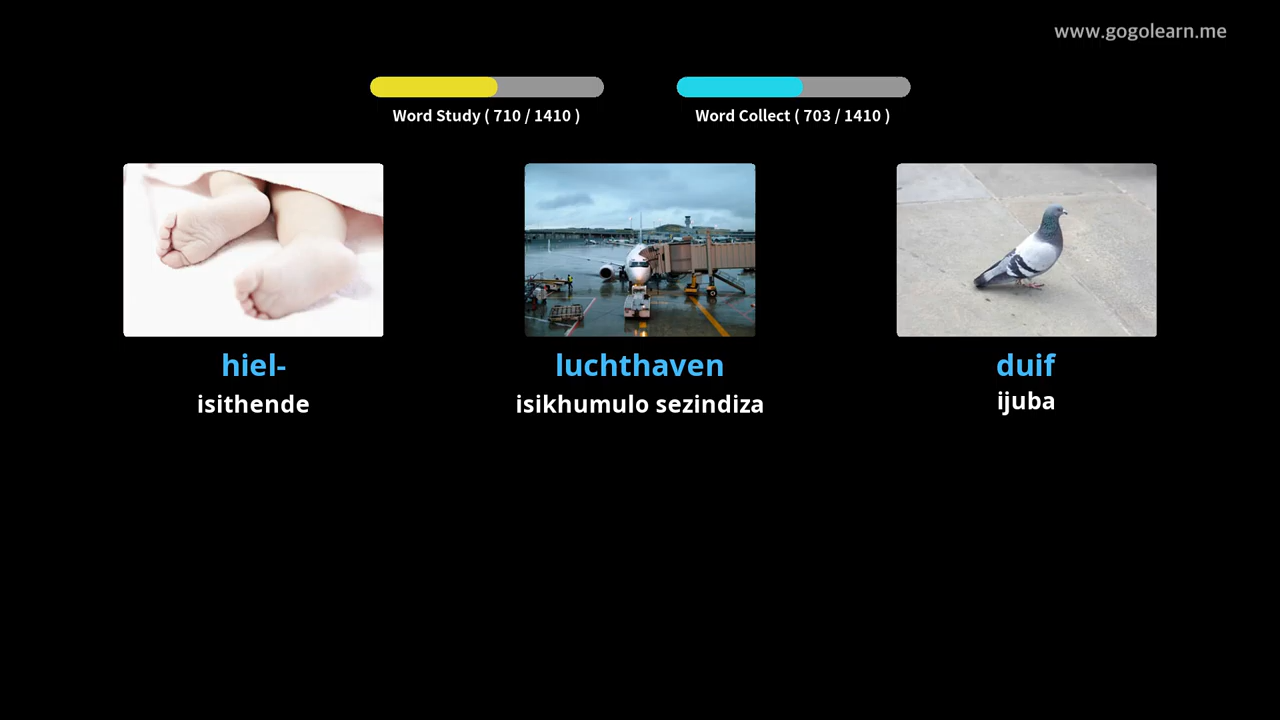 www.gogolearn.me
Word Study ( 710 / 1410 )
Word Collect ( 703 / 1410 )
hiel-
luchthaven
duif
isithende
isikhumulo sezindiza
ijuba